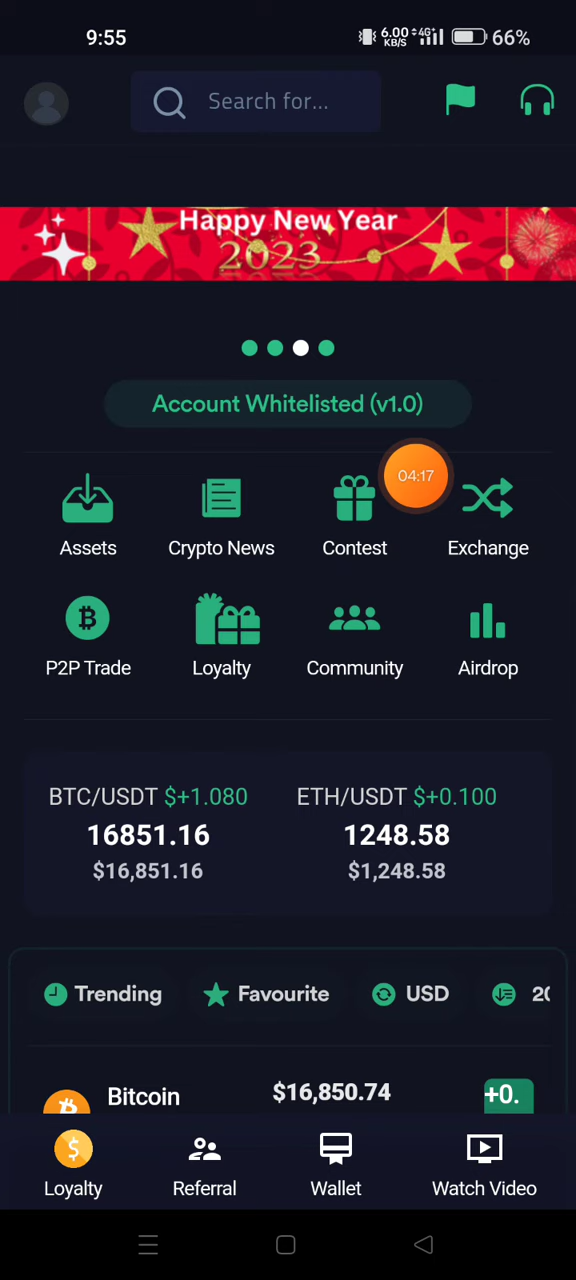 9:55 6.00 KB/S 4G+ 66%
Search for...
Happy New Year
2023
Account Whitelisted (v1.0)
04:17
Assets Crypto News Contest Exchange
P2P Trade Loyalty Community Airdrop
BTC/USDT $+1.080 ETH/USDT $+0.100
16851.16 1248.58
$16,851.16 $1,248.58
Trending Favourite USD 20
Bitcoin $16,850.74 +0.
Loyalty Referral Wallet Watch Video